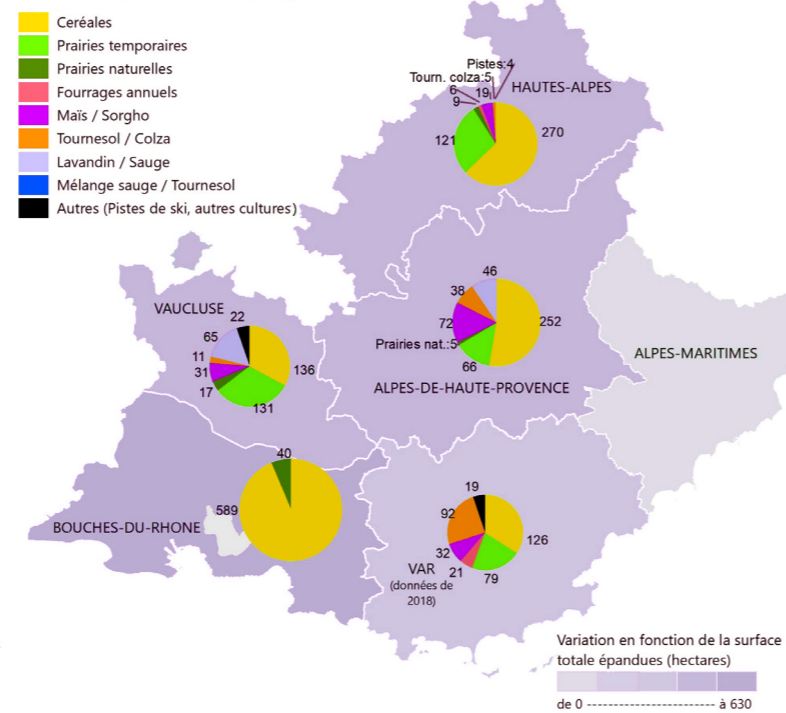 Ceréales
Prairies temporaires
Prairies naturelles
Fourrages annuels
Maïs / Sorgho
Tournesol / Colza
Lavandin / Sauge
Mélange sauge / Tournesol
Autres (Pistes de ski, autres cultures)
Pistes:4
Tourn. colza:5
HAUTES-ALPES
6
19
9
121
270
46
38
72
252
Prairies nat.:5
66
ALPES-DE-HAUTE-PROVENCE
ALPES-MARITIMES
VAUCLUSE
22
65
11
31
17
136
131
40
589
BOUCHES-DU-RHONE
19
92
126
32
21
79
VAR
(données de
2018)
Variation en fonction de la surface
totale épandues (hectares)
de 0 ----------------------- à 630